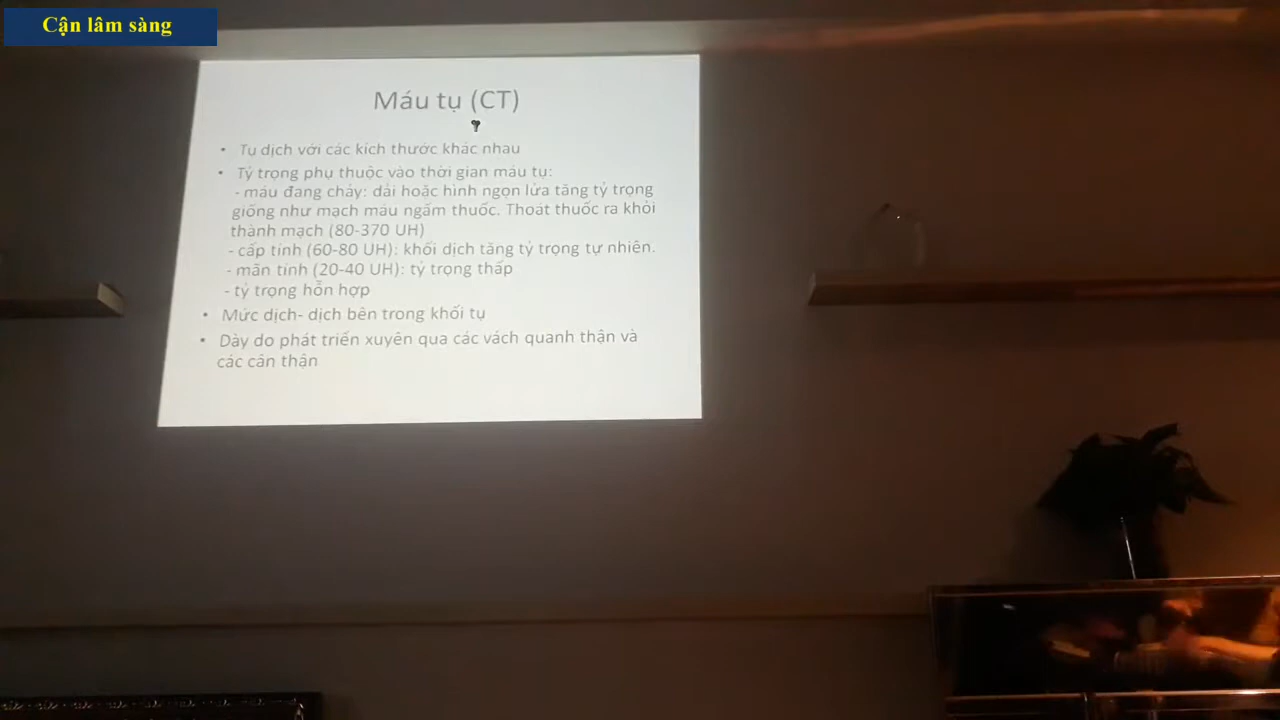 Cận lâm sàng
Máu tụ (CT)
• Tụ dịch với các kích thước khác nhau
• Tỷ trọng phụ thuộc vào thời gian máu tụ:
- máu đang chảy: dải hoặc hình ngọn lửa tăng tỷ trọng
giống như mạch máu ngấm thuốc. Thoát thuốc ra khỏi
thành mạch (80-370 UH)
- cấp tính (60-80 UH): khối dịch tăng tỷ trọng tự nhiên.
- mãn tính (20-40 UH): tỷ trọng thấp
- tỷ trọng hỗn hợp
• Mức dịch- dịch bên trong khối tụ
• Dày do phát triển xuyên qua các vách quanh thận và
các cân thận